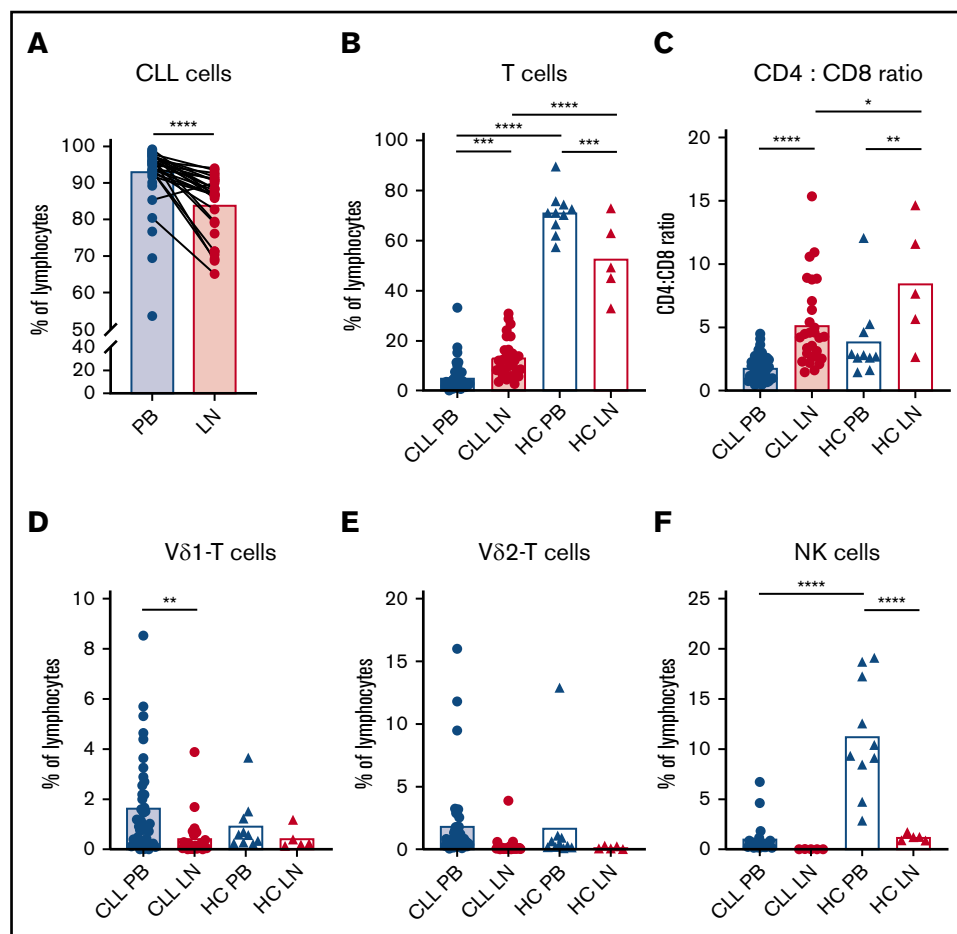 A
CLL cells
****
% of lymphocytes
100
90
80
70
60
50
40
20
0
PB
LN
B
T cells
****
****
***
***
% of lymphocytes
100
80
60
40
20
0
CLL PB
CLL LN
HC PB
HC LN
C
CD4 : CD8 ratio
*
****
**
CD4:CD8 ratio
20
15
10
5
0
CLL PB
CLL LN
HC PB
HC LN
D
Vδ1-T cells
**
% of lymphocytes
10
8
6
4
2
0
CLL PB
CLL LN
HC PB
HC LN
E
Vδ2-T cells
% of lymphocytes
20
15
10
5
0
CLL PB
CLL LN
HC PB
HC LN
F
NK cells
****
****
% of lymphocytes
25
20
15
10
5
0
CLL PB
CLL LN
HC PB
HC LN